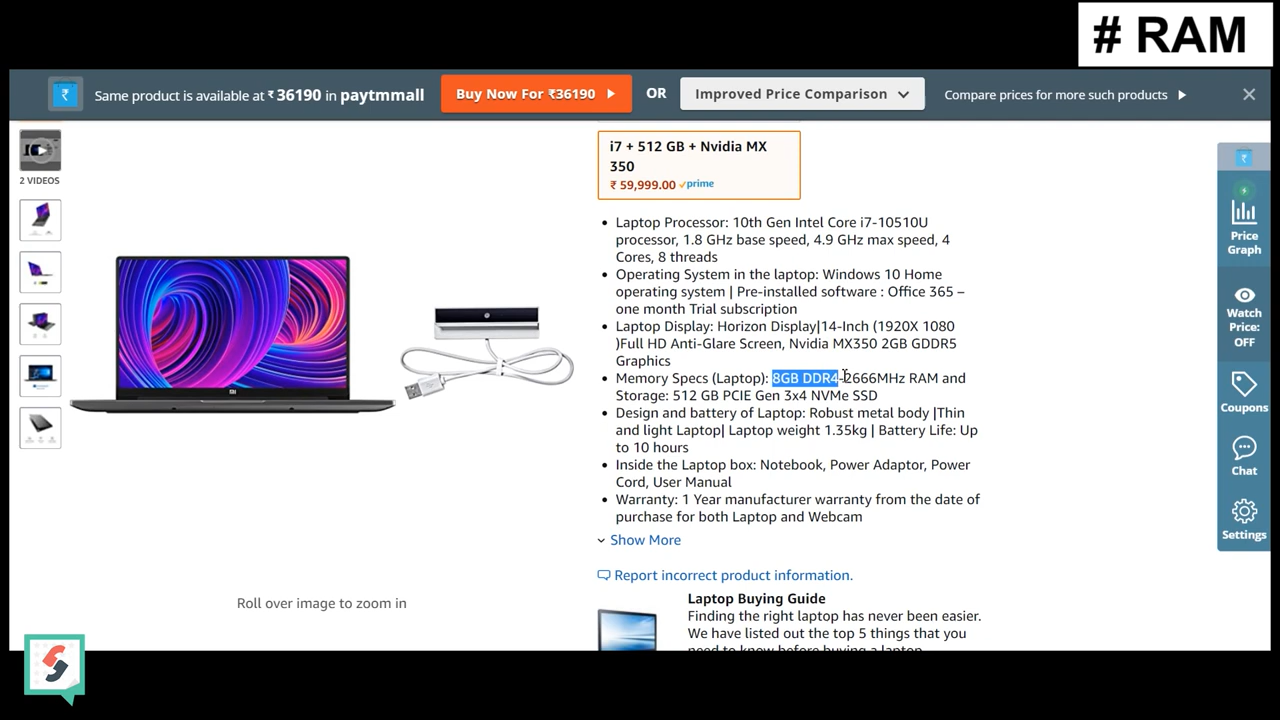 # RAM
Same product is available at ₹ 36190 in paytmmall
Buy Now For ₹36190
OR
Improved Price Comparison
Compare prices for more such products
2 VIDEOS
i7 + 512 GB + Nvidia MX
350
₹ 59,999.00 prime
• Laptop Processor: 10th Gen Intel Core i7-10510U
processor, 1.8 GHz base speed, 4.9 GHz max speed, 4
Cores, 8 threads
• Operating System in the laptop: Windows 10 Home
operating system | Pre-installed software : Office 365 –
one month Trial subscription
• Laptop Display: Horizon Display|14-Inch (1920X 1080
)Full HD Anti-Glare Screen, Nvidia MX350 2GB GDDR5
Graphics
• Memory Specs (Laptop): 8GB DDR4-2666MHz RAM and
Storage: 512 GB PCIE Gen 3x4 NVMe SSD
• Design and battery of Laptop: Robust metal body |Thin
and light Laptop| Laptop weight 1.35kg | Battery Life: Up
to 10 hours
• Inside the Laptop box: Notebook, Power Adaptor, Power
Cord, User Manual
• Warranty: 1 Year manufacturer warranty from the date of
purchase for both Laptop and Webcam
Show More
Report incorrect product information.
Laptop Buying Guide
Finding the right laptop has never been easier.
We have listed out the top 5 things that you
need to know before buying a laptop
Roll over image to zoom in
Price
Graph
Watch
Price:
OFF
Coupons
Chat
Settings